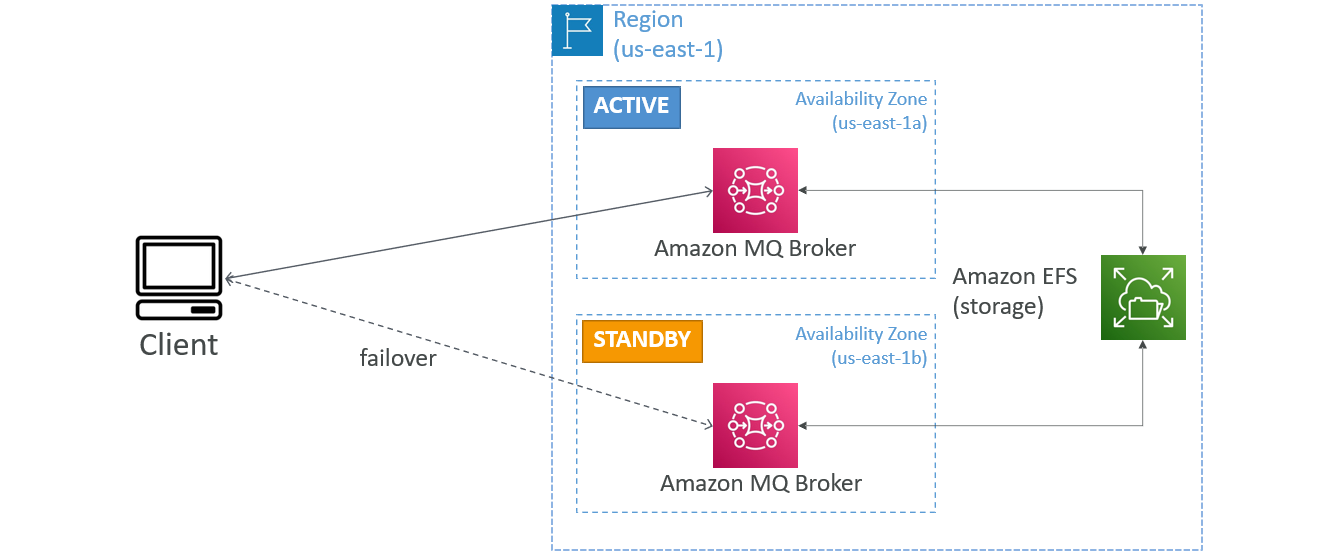 Region
(us-east-1)
ACTIVE
Availability Zone
(us-east-1a)
Amazon MQ Broker
Client
failover
Amazon EFS
(storage)
STANDBY
Availability Zone
(us-east-1b)
Amazon MQ Broker